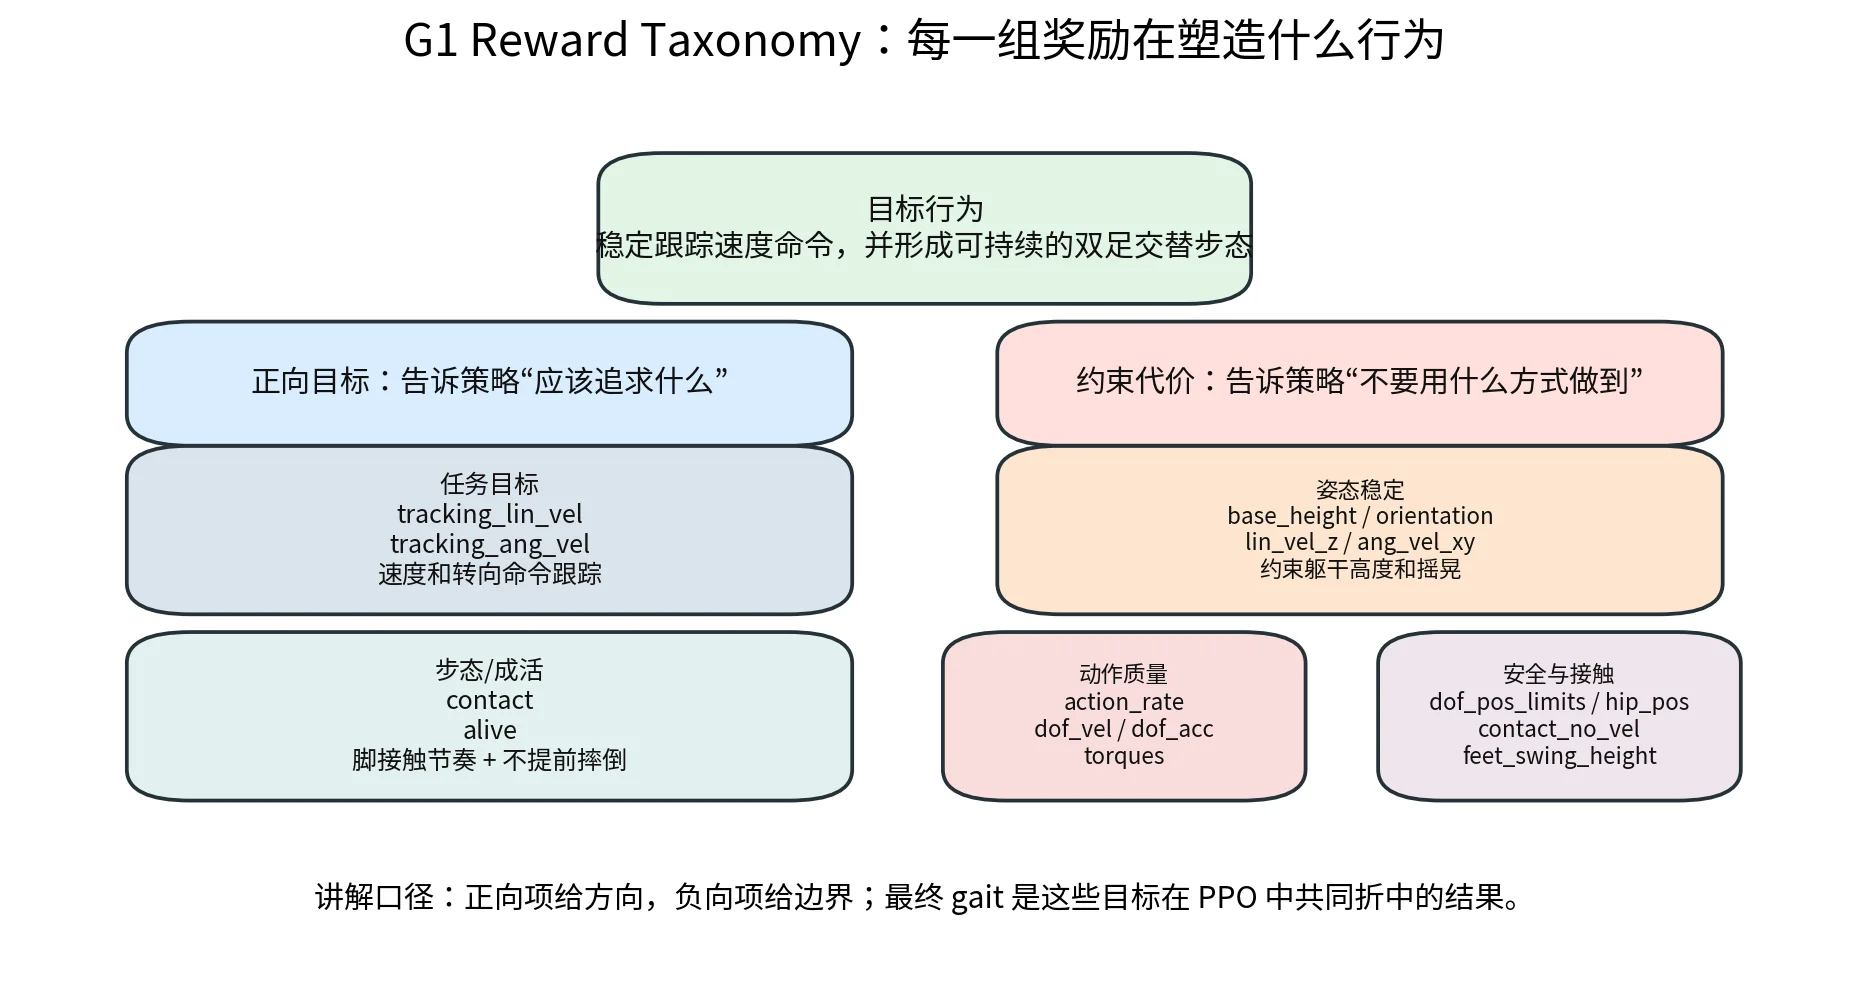 G1 Reward Taxonomy：每一组奖励在塑造什么行为
目标行为
稳定跟踪速度命令，并形成可持续的双足交替步态
正向目标：告诉策略“应该追求什么”
约束代价：告诉策略“不要用什么方式做到”
任务目标
tracking_lin_vel
tracking_ang_vel
速度和转向命令跟踪
姿态稳定
base_height / orientation
lin_vel_z / ang_vel_xy
约束躯干高度和摇晃
步态/成活
contact
alive
脚接触节奏 + 不提前摔倒
动作质量
action_rate
dof_vel / dof_acc
torques
安全与接触
dof_pos_limits / hip_pos
contact_no_vel
feet_swing_height
讲解口径：正向项给方向，负向项给边界；最终 gait 是这些目标在 PPO 中共同折中的结果。